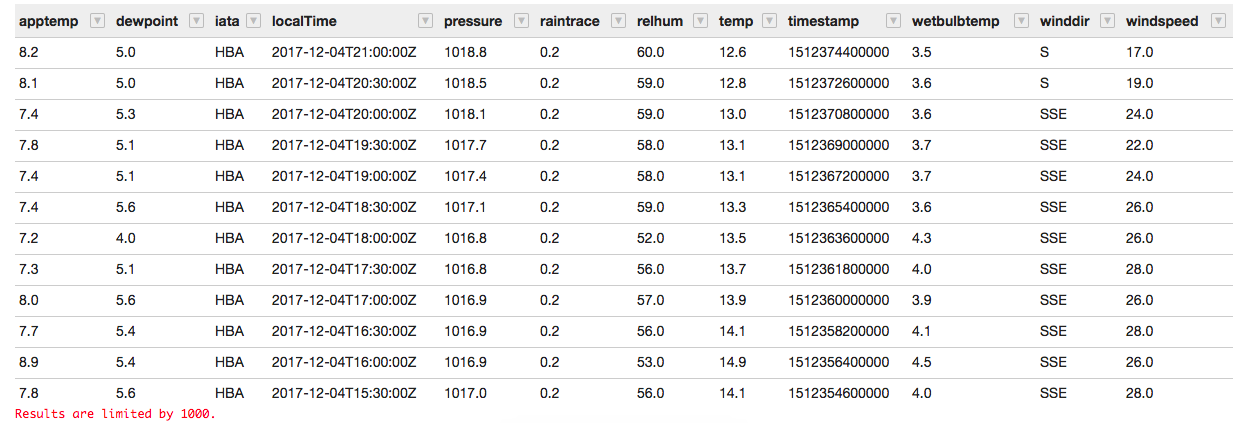 apptemp dewpoint iata localTime pressure raintrace relhum temp timestamp wetbulbtemp winddir windspeed
8.2 5.0 HBA 2017-12-04T21:00:00Z 1018.8 0.2 60.0 12.6 1512374400000 3.5 S 17.0
8.1 5.0 HBA 2017-12-04T20:30:00Z 1018.5 0.2 59.0 12.8 1512372600000 3.6 S 19.0
7.4 5.3 HBA 2017-12-04T20:00:00Z 1018.1 0.2 59.0 13.0 1512370800000 3.6 SSE 24.0
7.8 5.1 HBA 2017-12-04T19:30:00Z 1017.7 0.2 58.0 13.1 1512369000000 3.7 SSE 22.0
7.4 5.1 HBA 2017-12-04T19:00:00Z 1017.4 0.2 58.0 13.1 1512367200000 3.7 SSE 24.0
7.4 5.6 HBA 2017-12-04T18:30:00Z 1017.1 0.2 59.0 13.3 1512365400000 3.6 SSE 26.0
7.2 4.0 HBA 2017-12-04T18:00:00Z 1016.8 0.2 52.0 13.5 1512363600000 4.3 SSE 26.0
7.3 5.1 HBA 2017-12-04T17:30:00Z 1016.8 0.2 56.0 13.7 1512361800000 4.0 SSE 28.0
8.0 5.6 HBA 2017-12-04T17:00:00Z 1016.9 0.2 57.0 13.9 1512360000000 3.9 SSE 26.0
7.7 5.4 HBA 2017-12-04T16:30:00Z 1016.9 0.2 56.0 14.1 1512358200000 4.1 SSE 28.0
8.9 5.4 HBA 2017-12-04T16:00:00Z 1016.9 0.2 53.0 14.9 1512356400000 4.5 SSE 26.0
7.8 5.6 HBA 2017-12-04T15:30:00Z 1017.0 0.2 56.0 14.1 1512354600000 4.0 SSE 28.0
Results are limited by 1000.